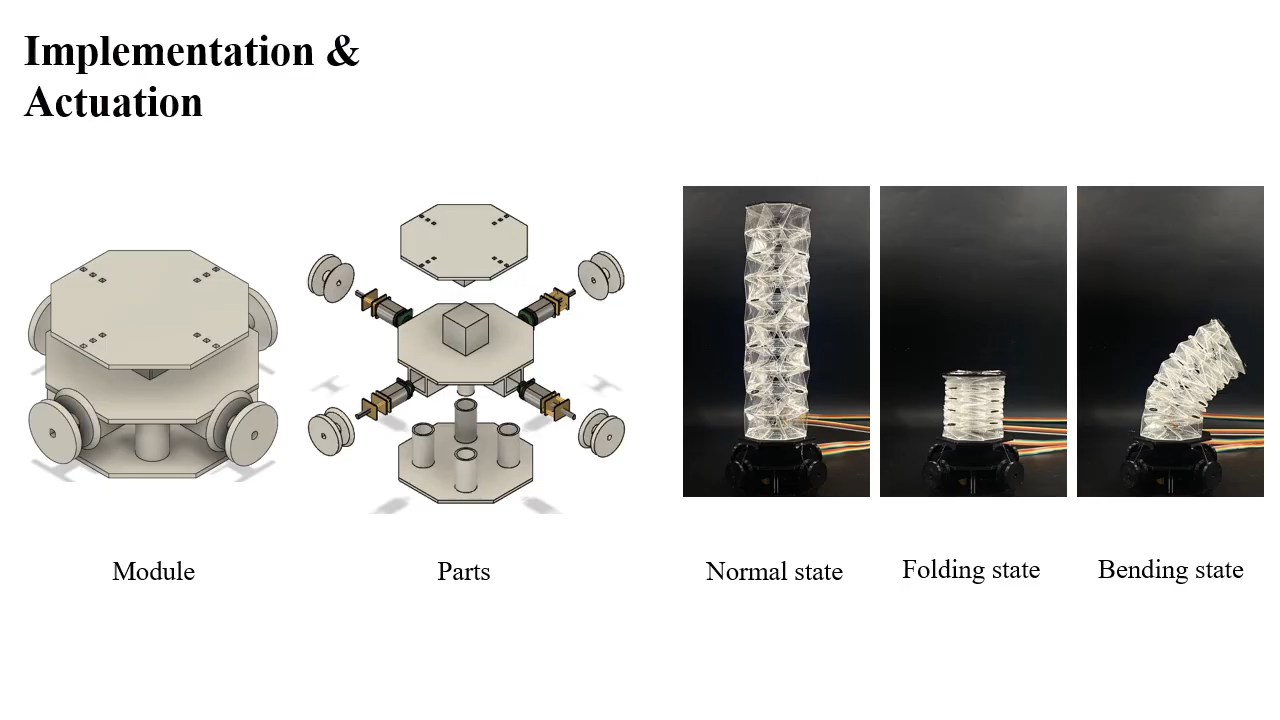 Implementation &
Actuation
Module
Parts
Normal state
Folding state
Bending state